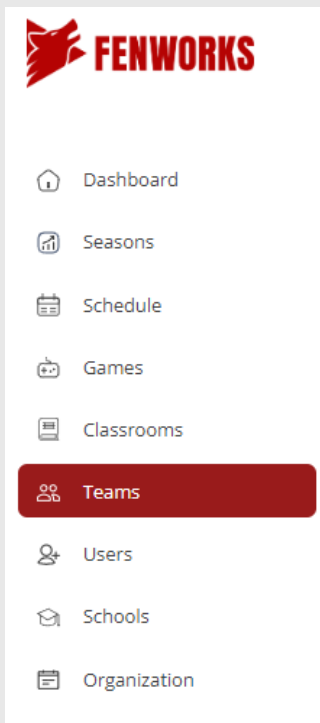 FENWORKS
Dashboard
Seasons
Schedule
Games
Classrooms
Teams
Users
Schools
Organization